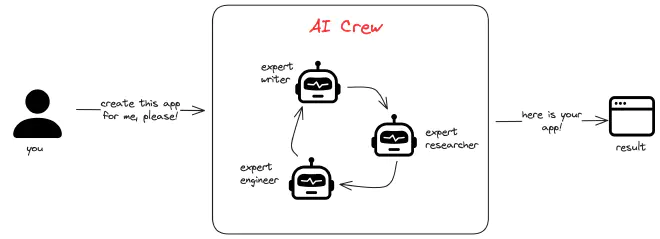 AI Crew
expert
writer
create this app
for me, please!
you
expert
researcher
expert
engineer
here is your
app!
result